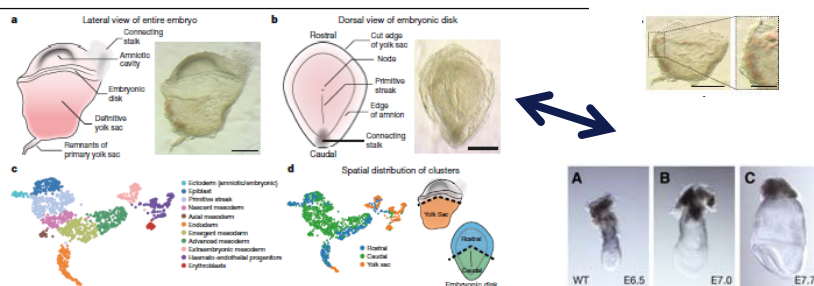 a Lateral view of entire embryo
Connecting
stalk
Amniotic
cavity
Embryonic
disk
Definitive
yolk sac
Remnants of
primary yolk sac
b Dorsal view of embryonic disk
Rostral
Cut edge
of yolk sac
Node
Primitive
streak
Edge
of amnion
Connecting
stalk
Caudal
c
Ectoderm (amniotic/embryonic)
Epiblast
Primitive streak
Nascent mesoderm
Axial mesoderm
Endoderm
Emergent mesoderm
Advanced mesoderm
Extraembryonic mesoderm
Haemato-endothelial progenitors
Erythroblasts
d Spatial distribution of clusters
Rostral
Caudal
Yolk sac
Yolk Sac
Rostral
Caudal
Embryonic disk
A
WT E6.5
B
E7.0
C
E7.7